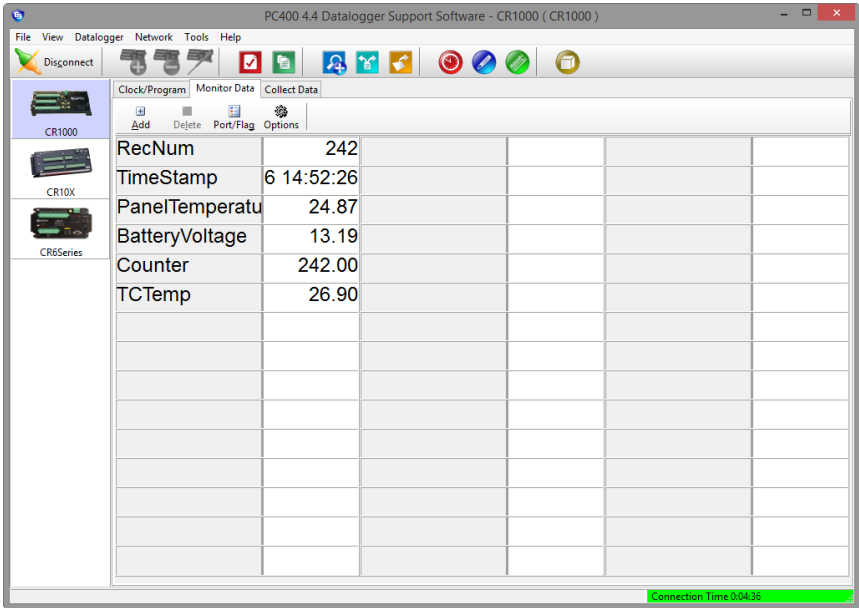 PC400 4.4 Datalogger Support Software - CR1000 ( CR1000 )
File View Datalogger Network Tools Help
Disconnect
Clock/Program Monitor Data Collect Data
Add Delete Port/Flag Options
CR1000
CR10X
CR6Series
RecNum 242
TimeStamp 6 14:52:26
PanelTemperatu 24.87
BatteryVoltage 13.19
Counter 242.00
TCTemp 26.90
Connection Time 0:04:36